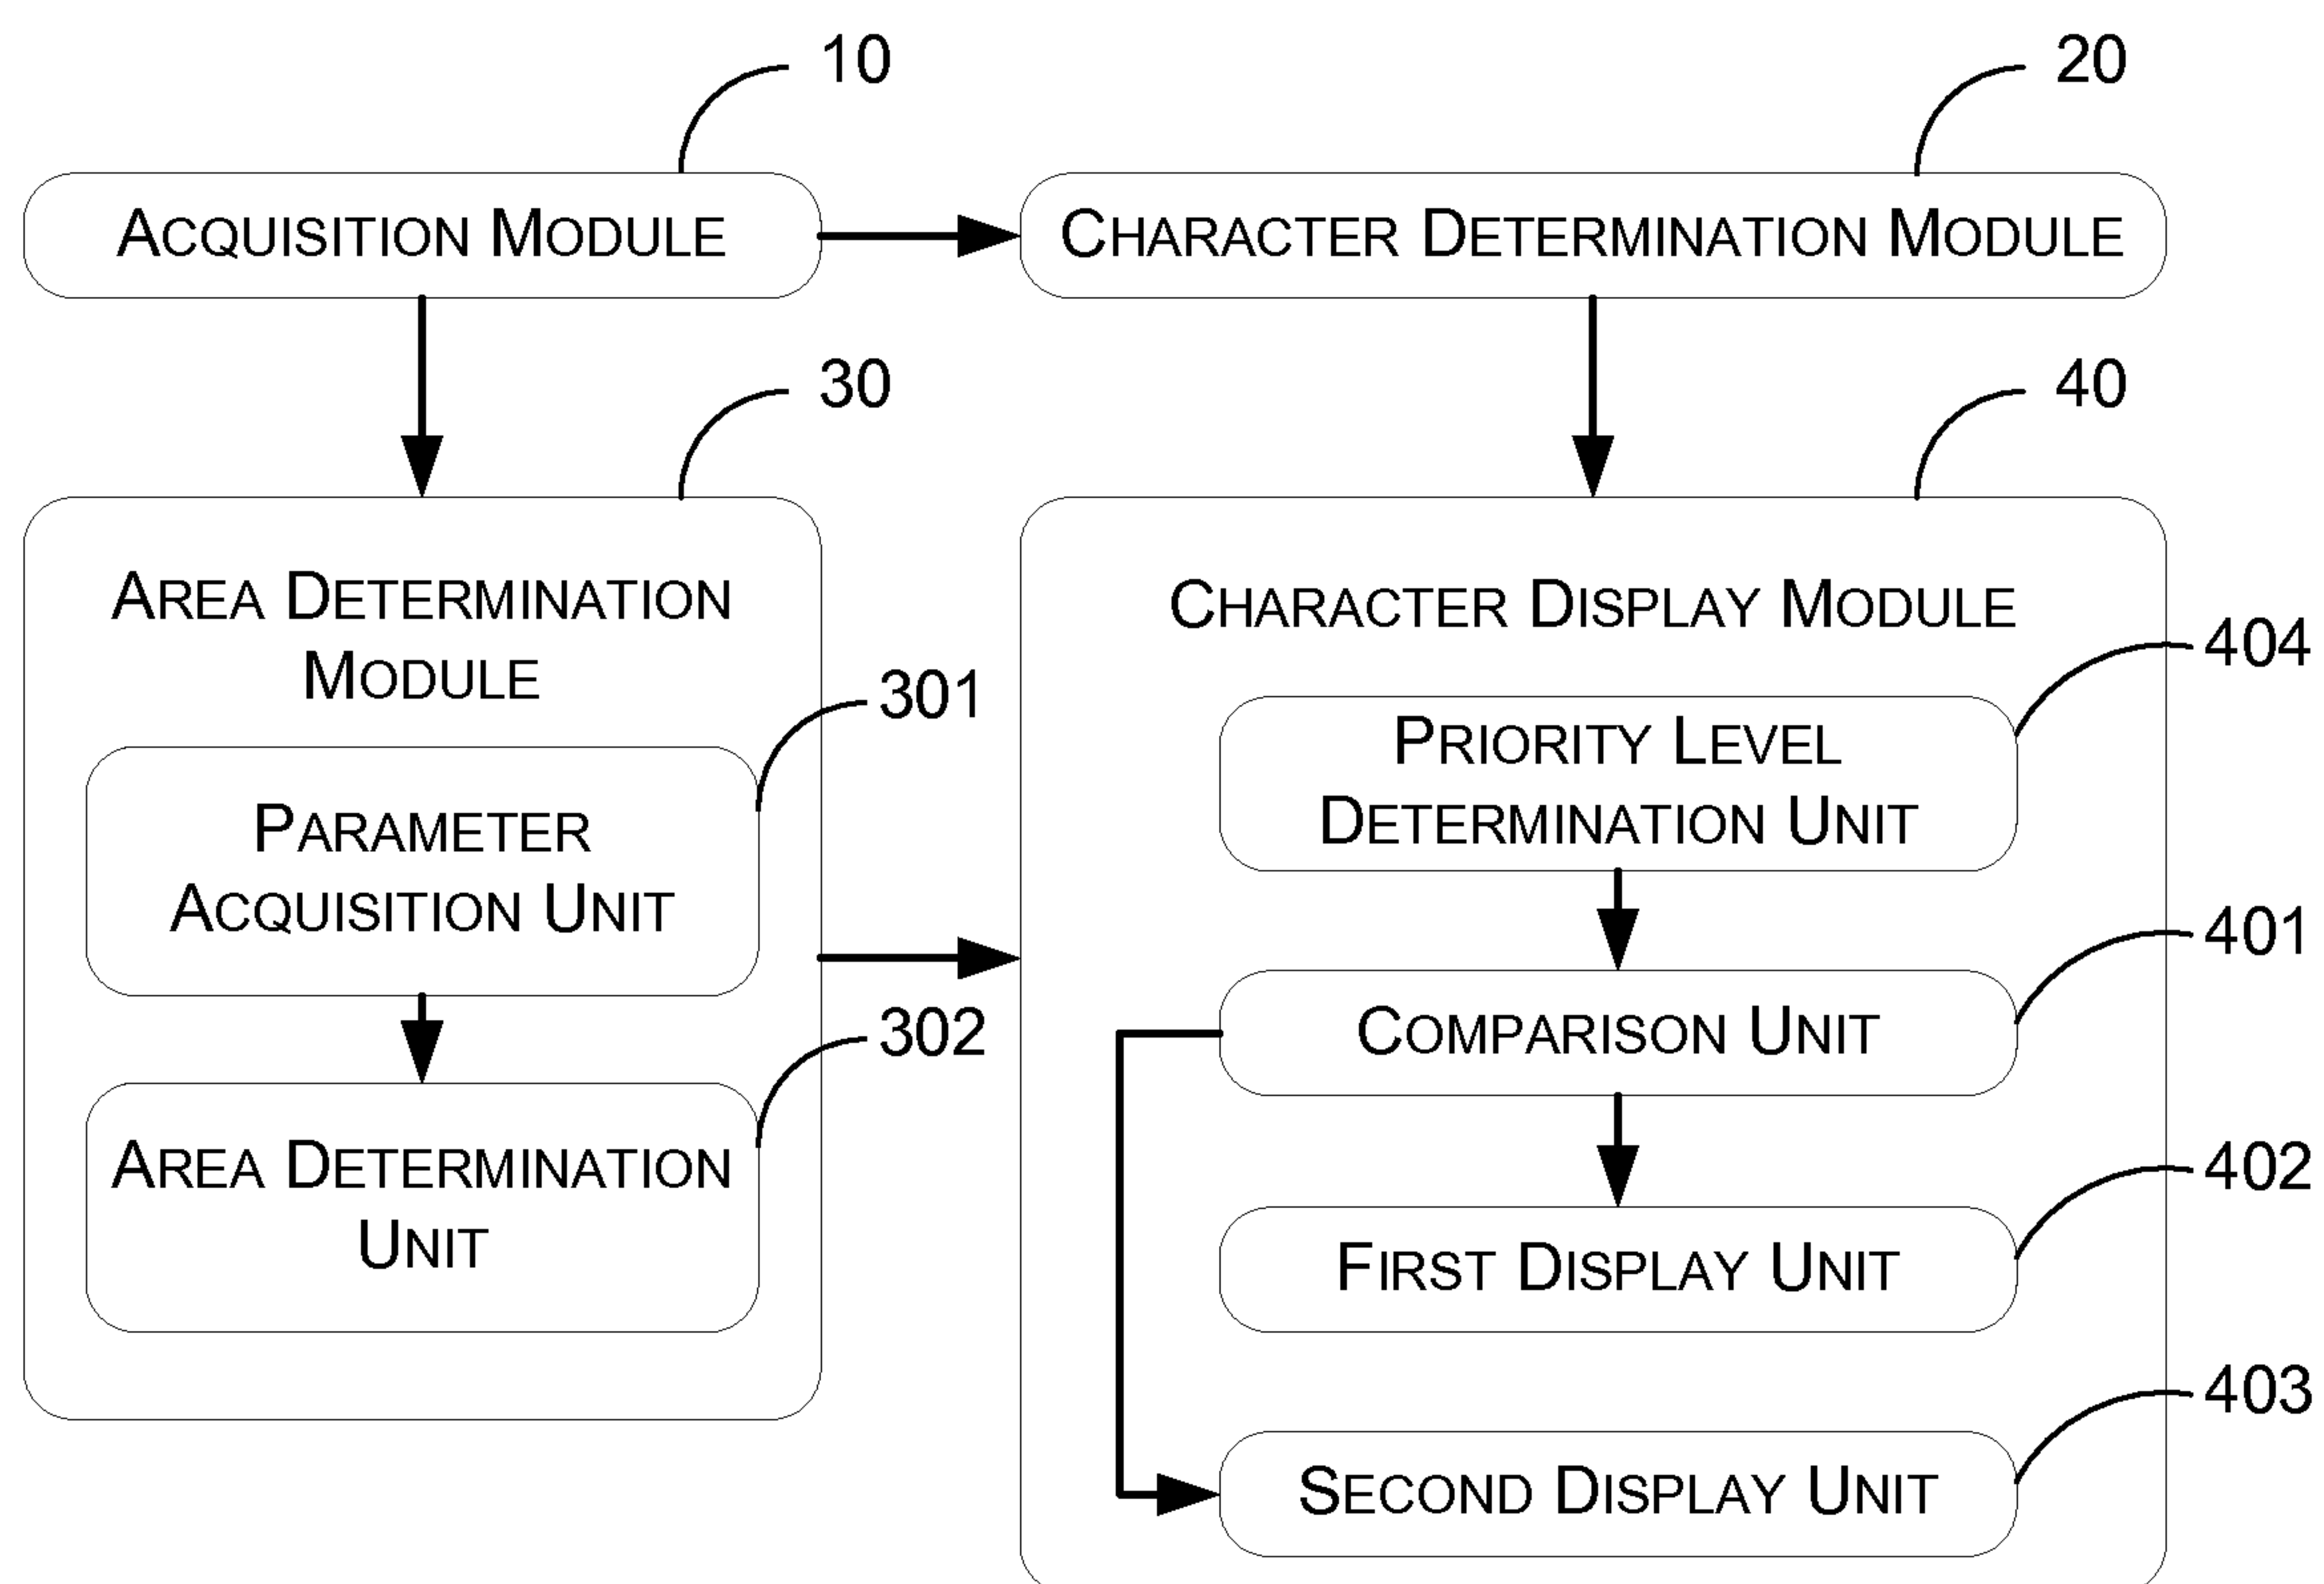 10
20
Acquisition Module
Character Determination Module
30
40
Area Determination
Module
Character Display Module
404
301
Priority Level
Determination Unit
Parameter
Acquisition Unit
401
302
Comparison Unit
Area Determination
Unit
402
First Display Unit
403
Second Display Unit